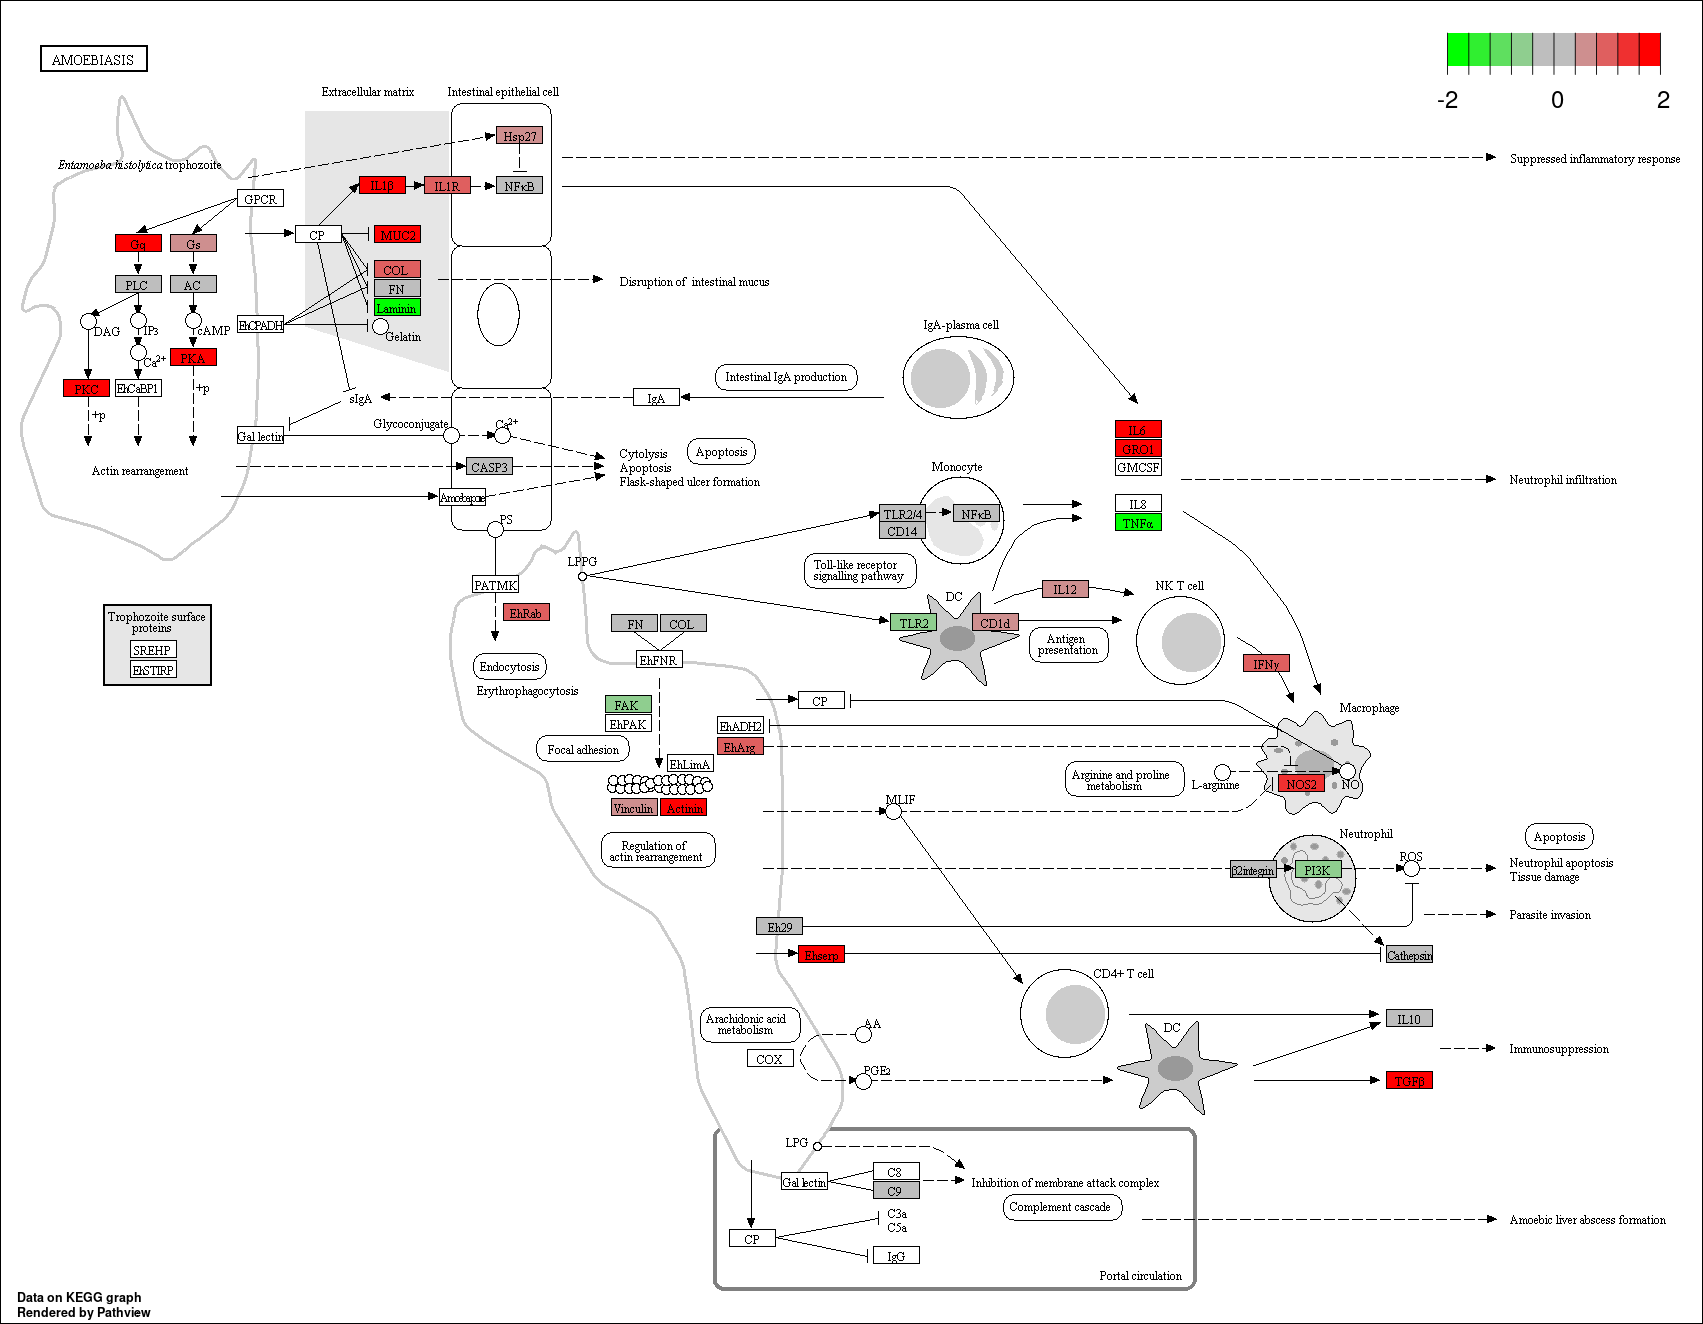 AMOEBIASIS
-2
0
2
Extracellular matrix
Intestinal epithelial cell
Hsp27
Entamoeba histolytica trophozoite
Suppressed inflammatory response
GPCR
IL1β
IL1R
NFκB
Gq
Gs
CP
MUC2
PLC
AC
COL
FN
Laminin
Disruption of intestinal mucus
DAG
IP3
cAMP
EhCPADH
Gelatin
IgA-plasma cell
Ca2+
PKA
PKC
EhCaBP1
+p
+p
Intestinal IgA production
sIgA
IgA
Gal lectin
Glycoconjugate
Ca2+
IL6
GRO1
GMCSF
Cytolysis
Apoptosis
Flask-shaped ulcer formation
Apoptosis
Actin rearrangement
CASP3
Monocyte
Neutrophil infiltration
Amoebapore
IL8
TNFα
PS
TLR2/4
CD14
NFκB
LPPG
PATMK
Toll-like receptor
signalling pathway
DC
IL12
NK T cell
EhRab
TLR2
CD1d
Trophozoite surface
proteins
SREHP
EhSTIRP
FN
COL
Antigen
presentation
EhFNR
Endocytosis
IFNγ
Erythrophagocytosis
FAK
EhPAK
CP
Macrophage
EhADH2
Focal adhesion
EhArg
EhLimA
Arginine and proline
metabolism
L-arginine
NOS2
NO
Vinculin
Actinin
MLIF
Regulation of
actin rearrangement
Neutrophil
Apoptosis
ROS
β2integrin
PI3K
Neutrophil apoptosis
Tissue damage
Eh29
Parasite invasion
Ehserp
Cathepsin
CD4+ T cell
Arachidonic acid
metabolism
AA
COX
PGE2
DC
IL10
Immunosuppression
TGFβ
LPG
Gal lectin
C8
C9
Inhibition of membrane attack complex
Complement cascade
C3a
C5a
CP
IgG
Amoebic liver abscess formation
Portal circulation
Data on KEGG graph
Rendered by Pathview